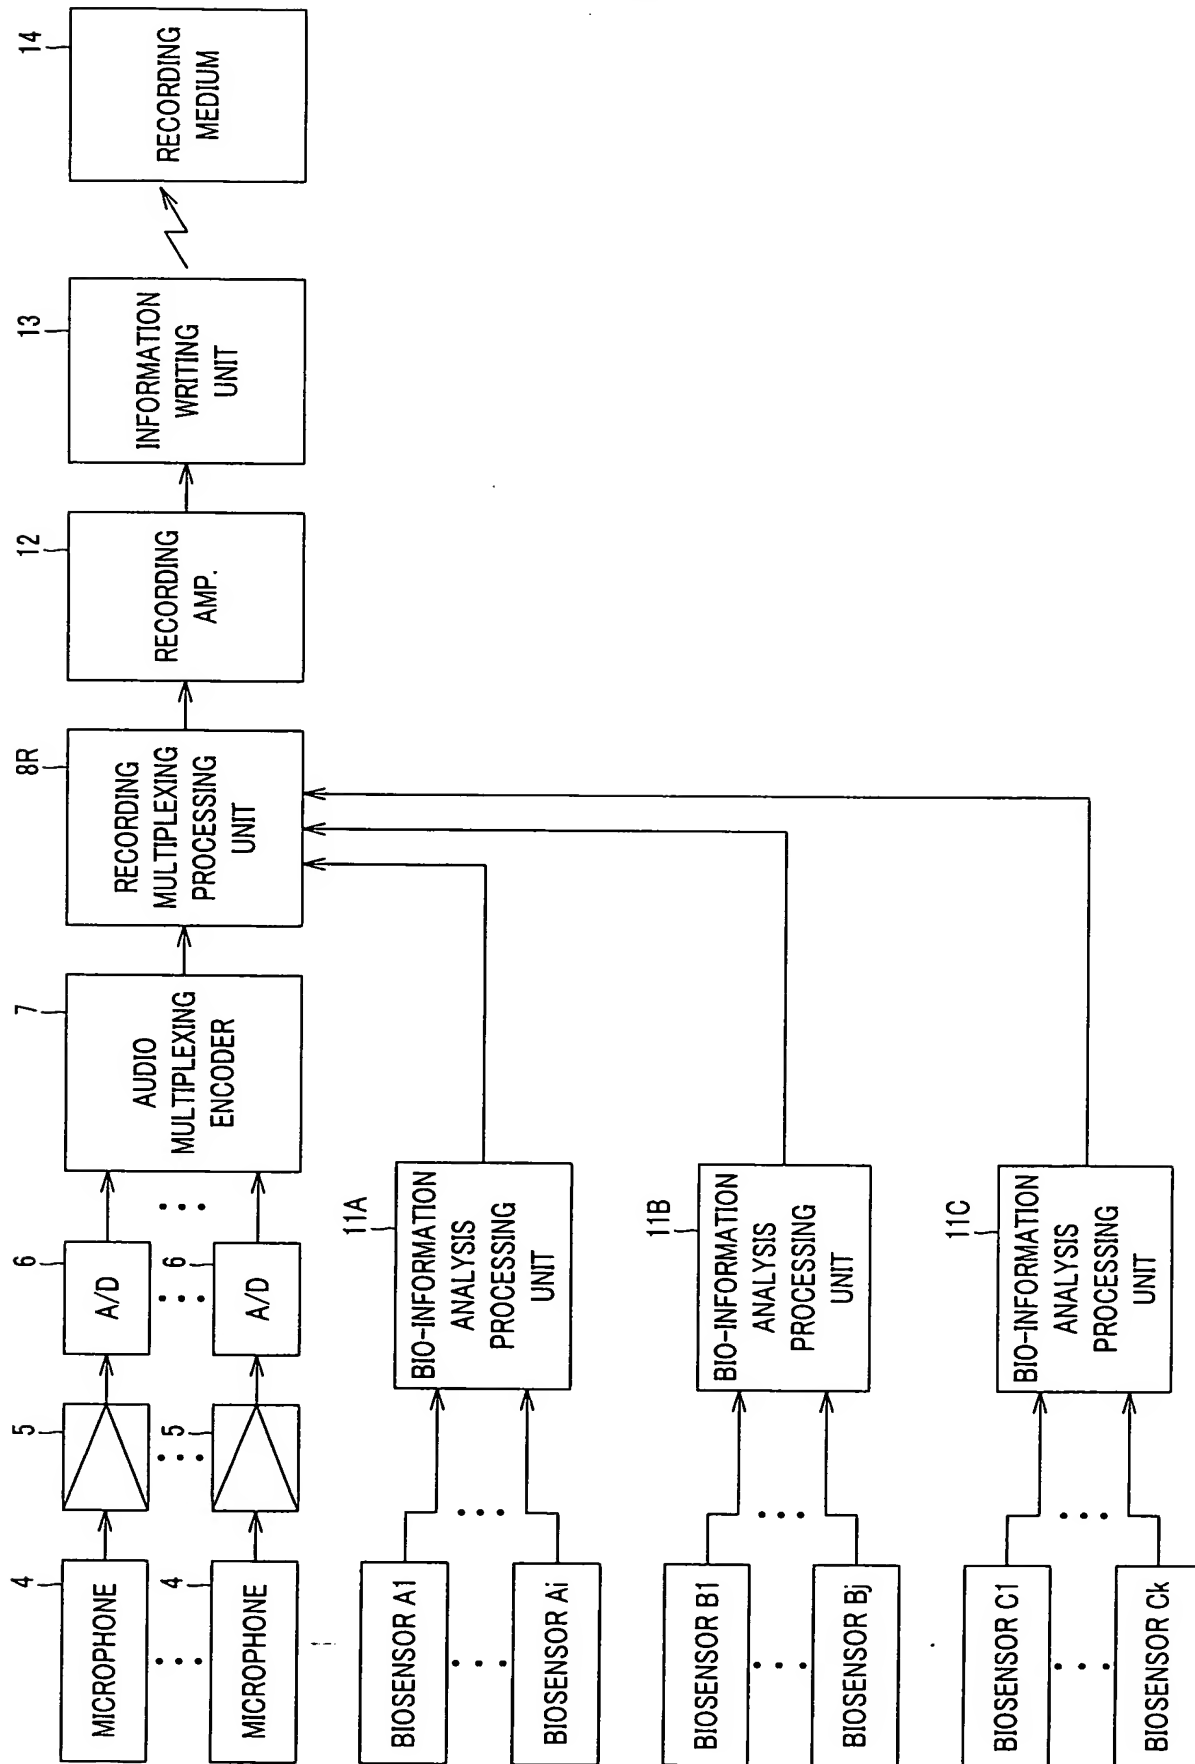 4
MICROPHONE
4
MICROPHONE
5
5
6
A/D
6
A/D
7
AUDIO
MULTIPLEXING
ENCODER
8R
RECORDING
MULTIPLEXING
PROCESSING
UNIT
12
RECORDING
AMP.
13
INFORMATION
WRITING
UNIT
14
RECORDING
MEDIUM
BIOSENSOR A1
BIOSENSOR Ai
11A
BIO-INFORMATION
ANALYSIS
PROCESSING
UNIT
BIOSENSOR B1
BIOSENSOR Bj
11B
BIO-INFORMATION
ANALYSIS
PROCESSING
UNIT
BIOSENSOR C1
BIOSENSOR Ck
11C
BIO-INFORMATION
ANALYSIS
PROCESSING
UNIT